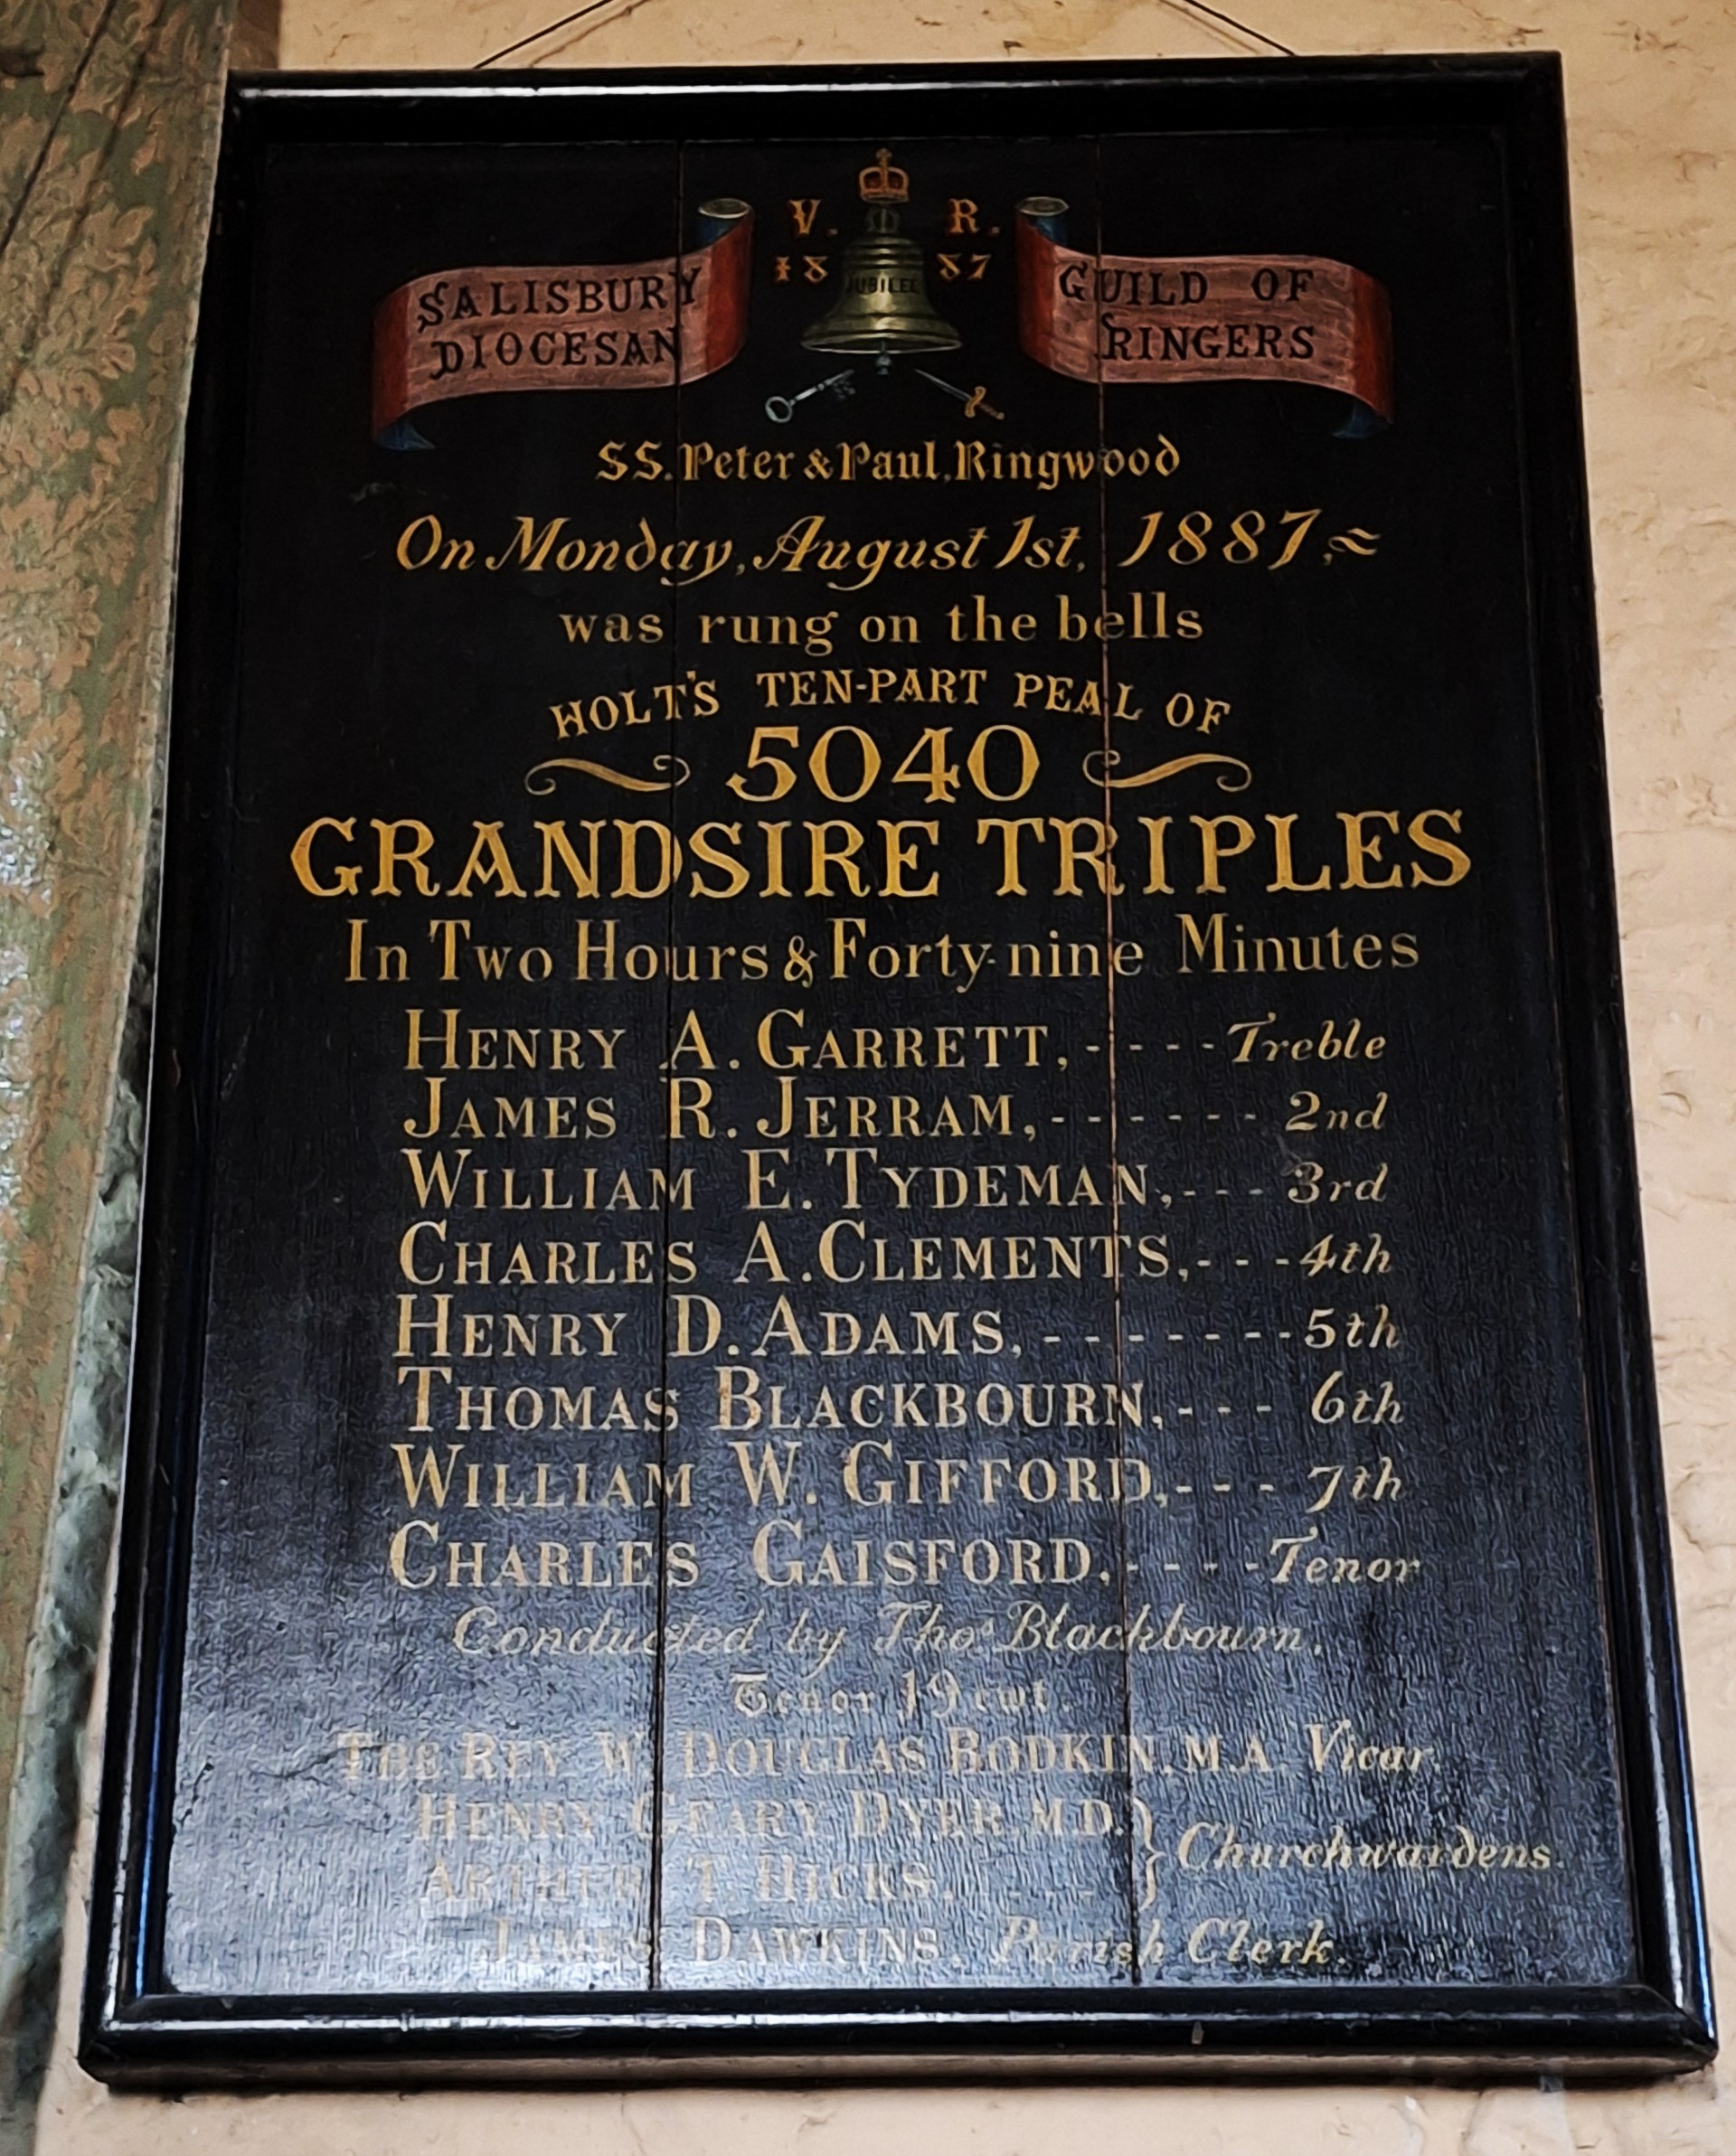 V. R.
18 87
JUBILEE
SALISBURY
DIOCESAN
GUILD OF
RINGERS
SS. Peter & Paul, Ringwood
On Monday, August 1st, 1887,
was rung on the bells
HOLT'S TEN-PART PEAL OF
5040
GRANDSIRE TRIPLES
In Two Hours & Forty-nine Minutes
HENRY A. GARRETT, - - - - Treble
JAMES R. JERRAM, - - - - - - 2nd
WILLIAM E. TYDEMAN, - - - 3rd
CHARLES A. CLEMENTS, - - - 4th
HENRY D. ADAMS, - - - - - - - 5th
THOMAS BLACKBOURN, - - - 6th
WILLIAM W. GIFFORD, - - - 7th
CHARLES GAISFORD, - - - - Tenor
Conducted by Thos Blackbourn,
Tenor 19 cwt.
THE REV. W. DOUGLAS BODKIN, M.A. Vicar.
HENRY GEARY DYER, M.D. } Churchwardens.
ARTHUR T. HICKS, - - - }
JAMES DAWKINS, Parish Clerk.